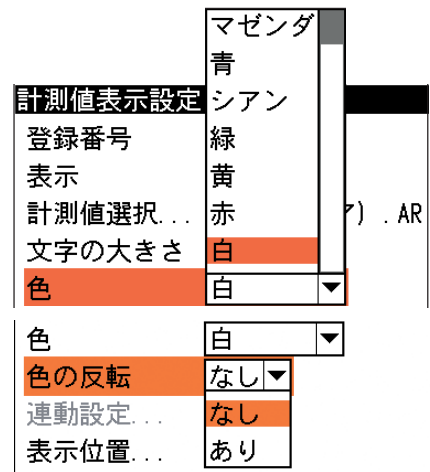 マゼンダ
青
計測値表示設定 シアン
登録番号 緑
表示 黄
計測値選択... 赤 ) .AR
文字の大きさ 白
色 白
色 白
色の反転 なし
連動設定... なし
表示位置... あり